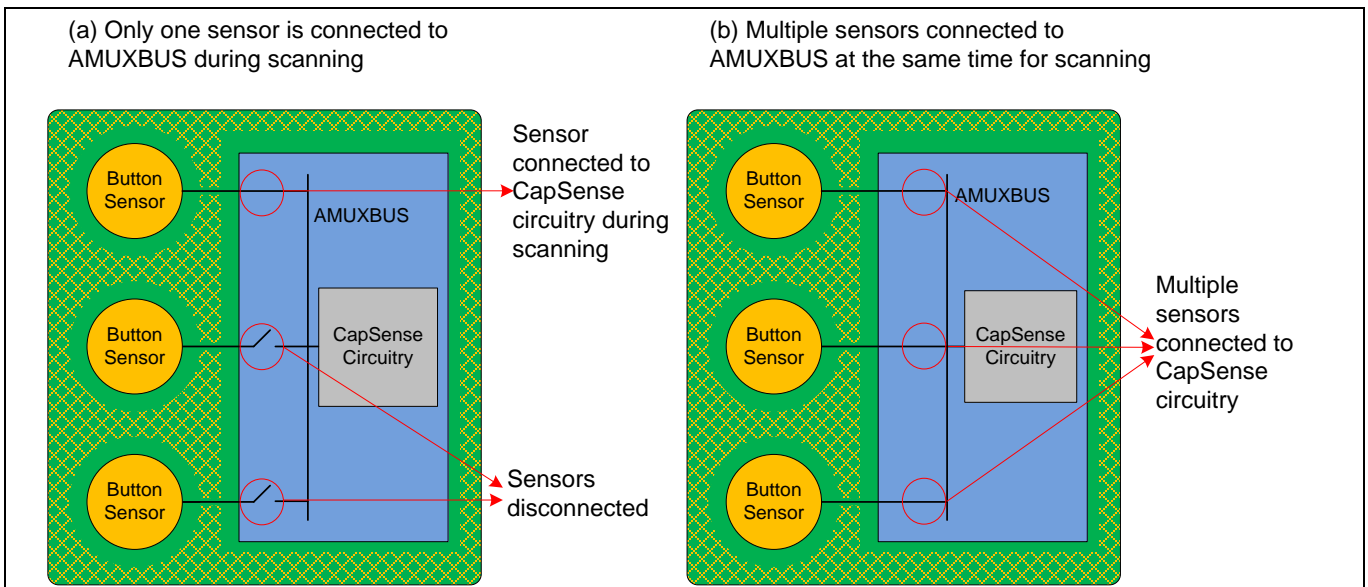 (a) Only one sensor is connected to
AMUXBUS during scanning
Button
Sensor
AMUXBUS
Sensor
connected to
CapSense
circuitry during
scanning
Button
Sensor
CapSense
Circuitry
Button
Sensor
Sensors
disconnected
(b) Multiple sensors connected to
AMUXBUS at the same time for scanning
Button
Sensor
AMUXBUS
Button
Sensor
CapSense
Circuitry
Multiple
sensors
connected to
CapSense
circuitry
Button
Sensor